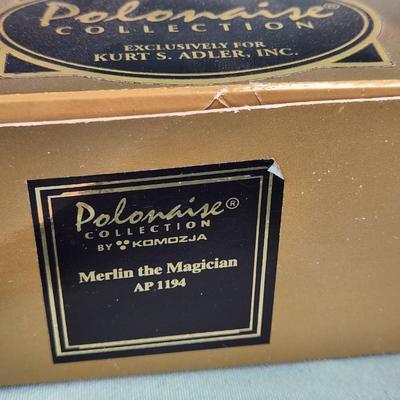 Polonaise®
COLLECTION
EXCLUSIVELY FOR
KURT S. ADLER, INC.
Polonaise®
COLLECTION
BY KOMOZJA
Merlin the Magician
AP 1194